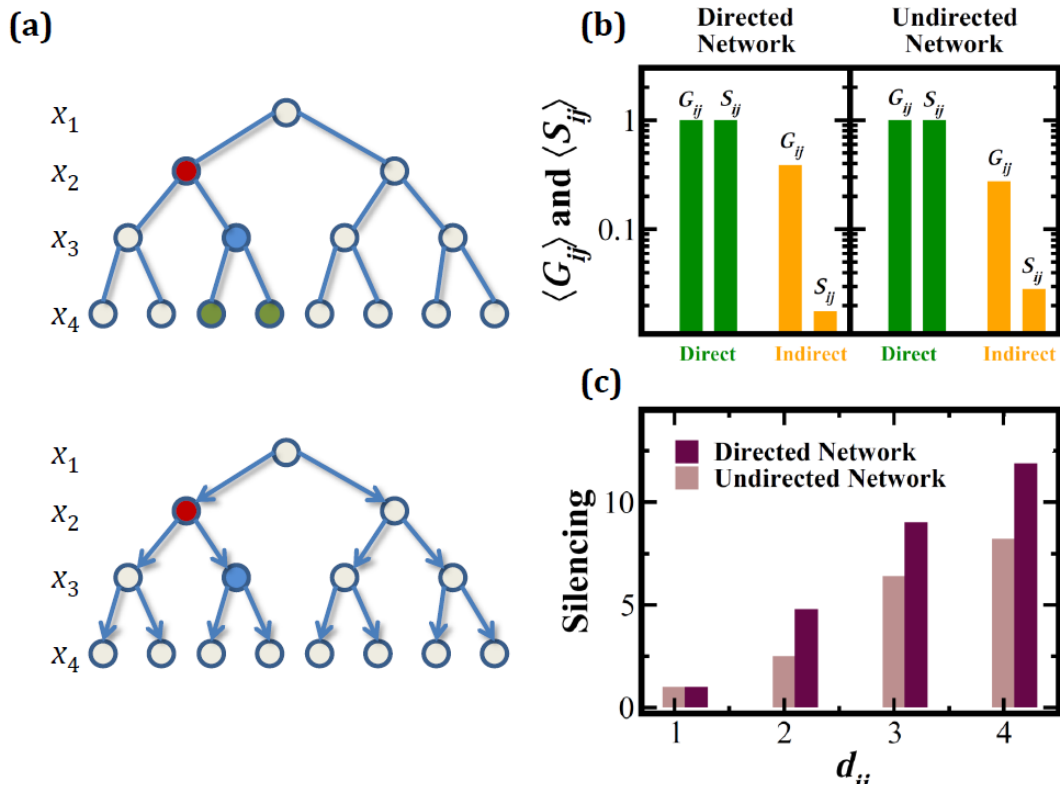 (a)
x1
x2
x3
x4
x1
x2
x3
x4
(b)
Directed Network
Undirected Network
⟨Gij⟩ and ⟨Sij⟩
1
0.1
Gij Sij
Gij
Sij
Gij Sij
Gij
Sij
Direct Indirect Direct Indirect
(c)
Silencing
10
5
0
Directed Network
Undirected Network
1 2 3 4